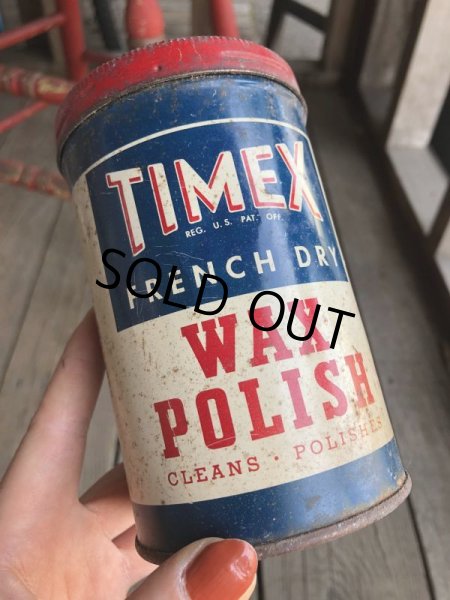 TIMEX
REG. U.S. PAT. OFF.
FRENCH DRY
SOLD OUT
WAX
POLISH
CLEANS · POLISHES